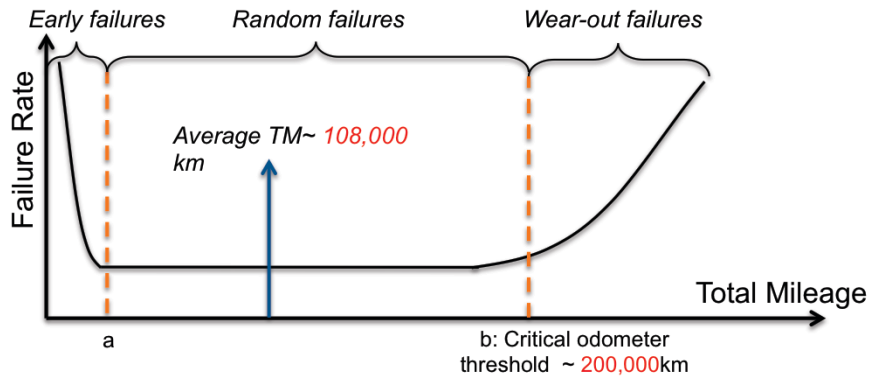 Early failures
Random failures
Wear-out failures
Failure Rate
Average TM~ 108,000
km
Total Mileage
a
b: Critical odometer
threshold ~ 200,000km